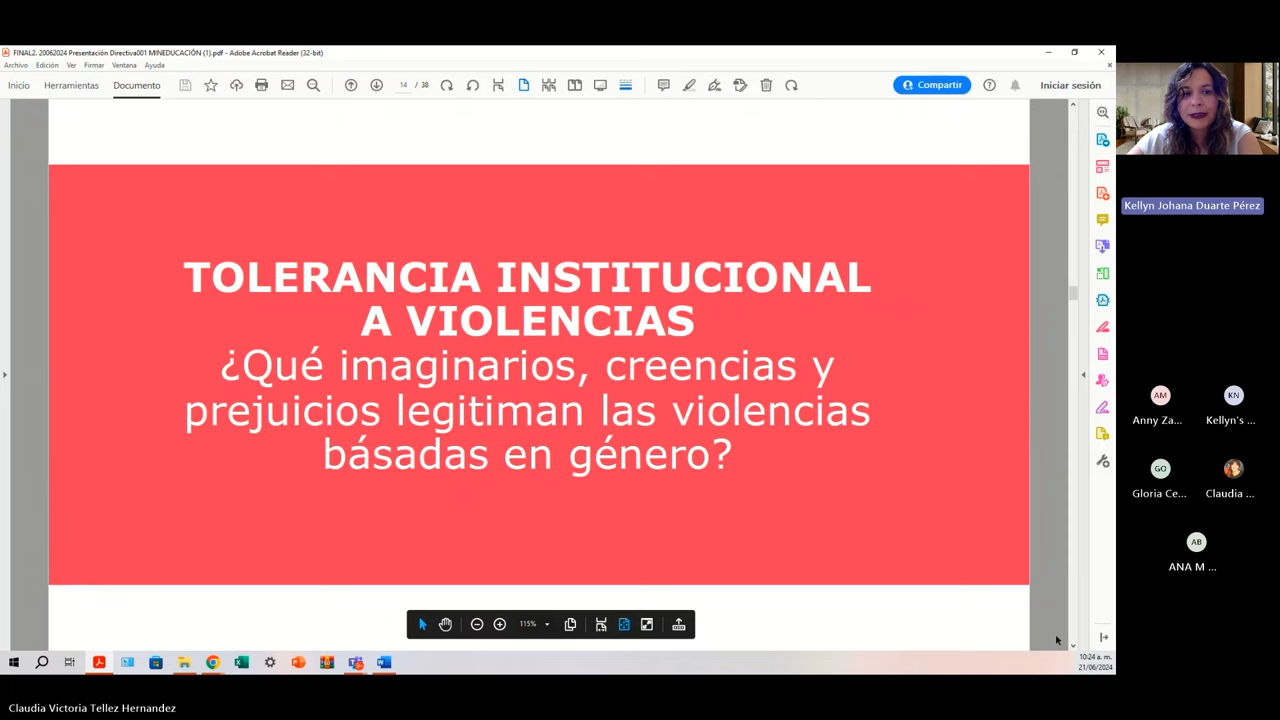 FINAL2. 20062024 Presentación Directiva001 MINEDUCACIÓN (1).pdf - Adobe Acrobat Reader (32-bit)
Archivo Edición Ver Firmar Ventana Ayuda
Inicio Herramientas Documento 14 / 38 Compartir Iniciar sesión
TOLERANCIA INSTITUCIONAL
A VIOLENCIAS
¿Qué imaginarios, creencias y
prejuicios legitiman las violencias
básadas en género?
115%
10:24 a. m.
21/06/2024
Kellyn Johana Duarte Pérez
AM KN
Anny Za... Kellyn's ...
GO
Gloria Ce... Claudia ...
AB
ANA M ...
Claudia Victoria Tellez Hernandez